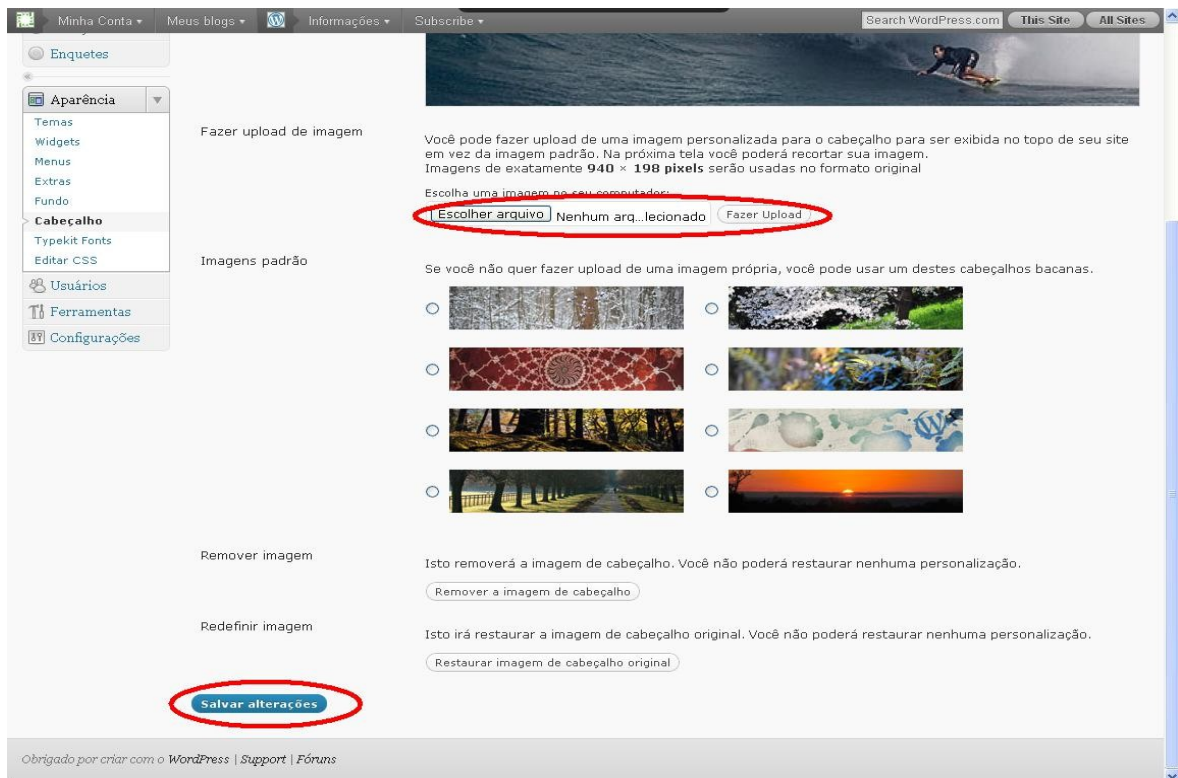 Minha Conta
Meus blogs
Informações
Subscribe
Search WordPress.com
This Site
All Sites
Enquetes
Aparência
Temas
Widgets
Menus
Extras
Fundo
Cabeçalho
Typekit Fonts
Editar CSS
Usuários
Ferramentas
Configurações
Fazer upload de imagem
Você pode fazer upload de uma imagem personalizada para o cabeçalho para ser exibida no topo de seu site
em vez da imagem padrão. Na próxima tela você poderá recortar sua imagem.
Imagens de exatamente 940 × 198 pixels serão usadas no formato original
Escolha uma imagem no seu computador:
Escolher arquivo Nenhum arq...lecionado Fazer Upload
Imagens padrão
Se você não quer fazer upload de uma imagem própria, você pode usar um destes cabeçalhos bacanas.
Remover imagem
Isto removerá a imagem de cabeçalho. Você não poderá restaurar nenhuma personalização.
Remover a imagem de cabeçalho
Redefinir imagem
Isto irá restaurar a imagem de cabeçalho original. Você não poderá restaurar nenhuma personalização.
Restaurar imagem de cabeçalho original
Salvar alterações
Obrigado por criar com o WordPress | Support | Fóruns